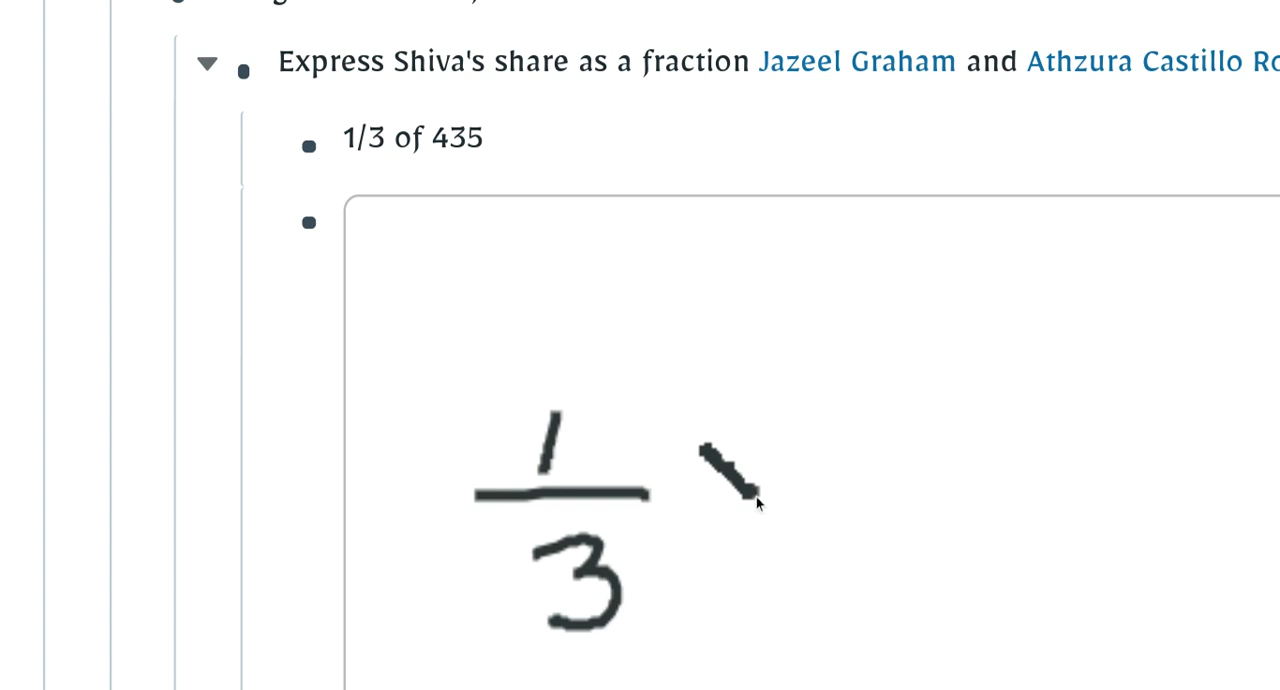 Express Shiva's share as a fraction Jazeel Graham and Athzura Castillo
1/3 of 435
1
3